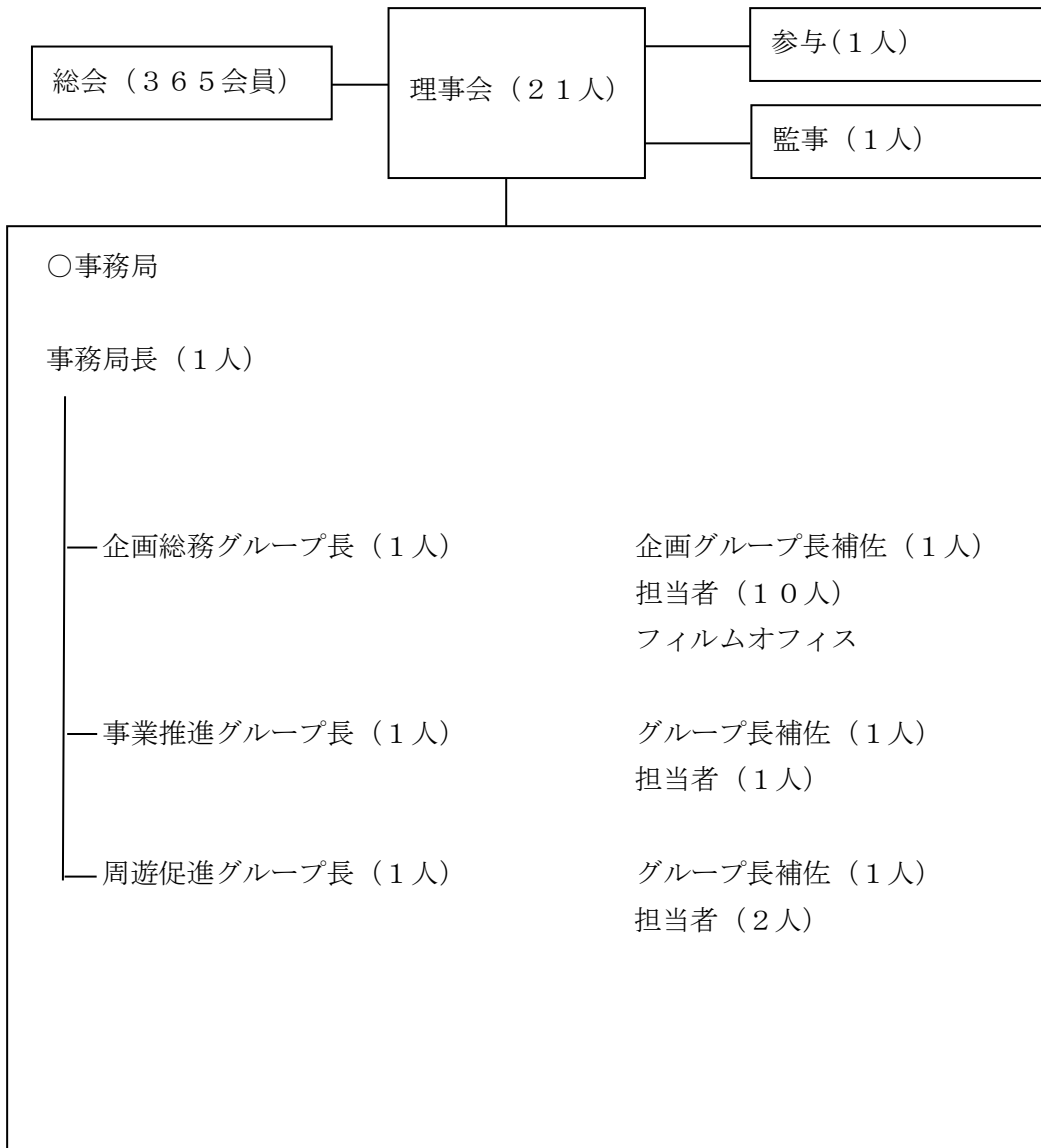 総会（３６５会員）
理事会（２１人）
参与(１人）
監事（１人）
○事務局
事務局長（１人）
企画総務グループ長（１人）
企画グループ長補佐（１人）
担当者（１０人）
フィルムオフィス
事業推進グループ長（１人）
グループ長補佐（１人）
担当者（１人）
周遊促進グループ長（１人）
グループ長補佐（１人）
担当者（２人）